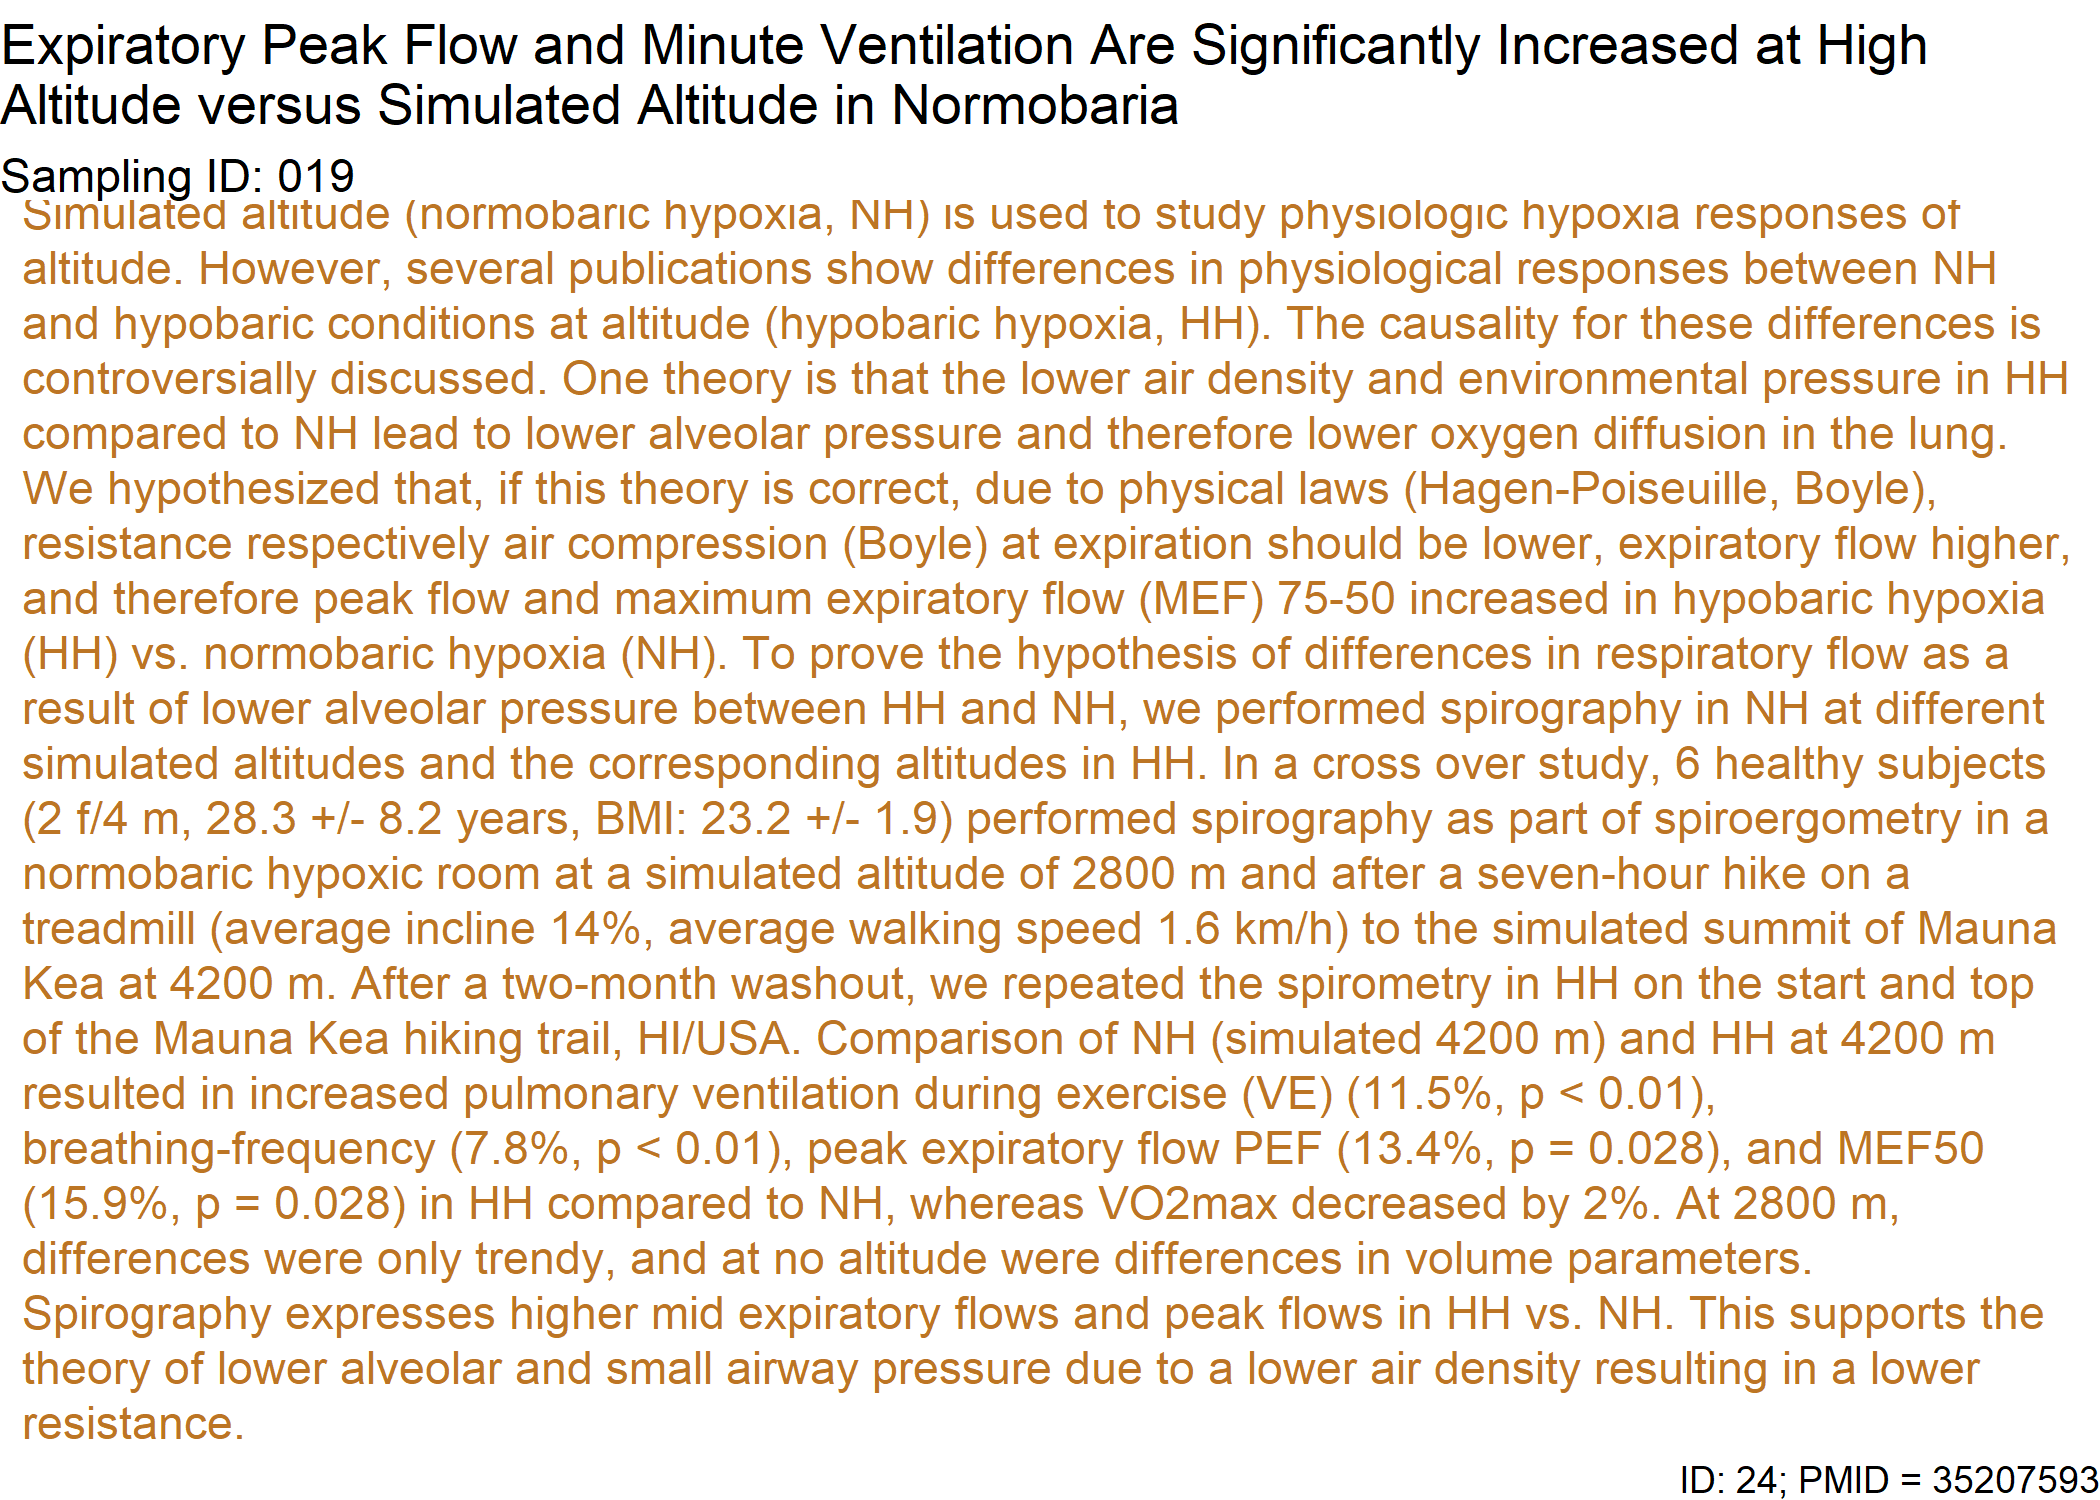 Expiratory Peak Flow and Minute Ventilation Are Significantly Increased at High
Altitude versus Simulated Altitude in Normobaria
Sampling ID: 019
Simulated altitude (normobaric hypoxia, NH) is used to study physiologic hypoxia responses of
altitude. However, several publications show differences in physiological responses between NH
and hypobaric conditions at altitude (hypobaric hypoxia, HH). The causality for these differences is
controversially discussed. One theory is that the lower air density and environmental pressure in HH
compared to NH lead to lower alveolar pressure and therefore lower oxygen diffusion in the lung.
We hypothesized that, if this theory is correct, due to physical laws (Hagen-Poiseuille, Boyle),
resistance respectively air compression (Boyle) at expiration should be lower, expiratory flow higher,
and therefore peak flow and maximum expiratory flow (MEF) 75-50 increased in hypobaric hypoxia
(HH) vs. normobaric hypoxia (NH). To prove the hypothesis of differences in respiratory flow as a
result of lower alveolar pressure between HH and NH, we performed spirography in NH at different
simulated altitudes and the corresponding altitudes in HH. In a cross over study, 6 healthy subjects
(2 f/4 m, 28.3 +/- 8.2 years, BMI: 23.2 +/- 1.9) performed spirography as part of spiroergometry in a
normobaric hypoxic room at a simulated altitude of 2800 m and after a seven-hour hike on a
treadmill (average incline 14%, average walking speed 1.6 km/h) to the simulated summit of Mauna
Kea at 4200 m. After a two-month washout, we repeated the spirometry in HH on the start and top
of the Mauna Kea hiking trail, HI/USA. Comparison of NH (simulated 4200 m) and HH at 4200 m
resulted in increased pulmonary ventilation during exercise (VE) (11.5%, p < 0.01),
breathing-frequency (7.8%, p < 0.01), peak expiratory flow PEF (13.4%, p = 0.028), and MEF50
(15.9%, p = 0.028) in HH compared to NH, whereas VO2max decreased by 2%. At 2800 m,
differences were only trendy, and at no altitude were differences in volume parameters.
Spirography expresses higher mid expiratory flows and peak flows in HH vs. NH. This supports the
theory of lower alveolar and small airway pressure due to a lower air density resulting in a lower
resistance.
ID: 24; PMID = 35207593